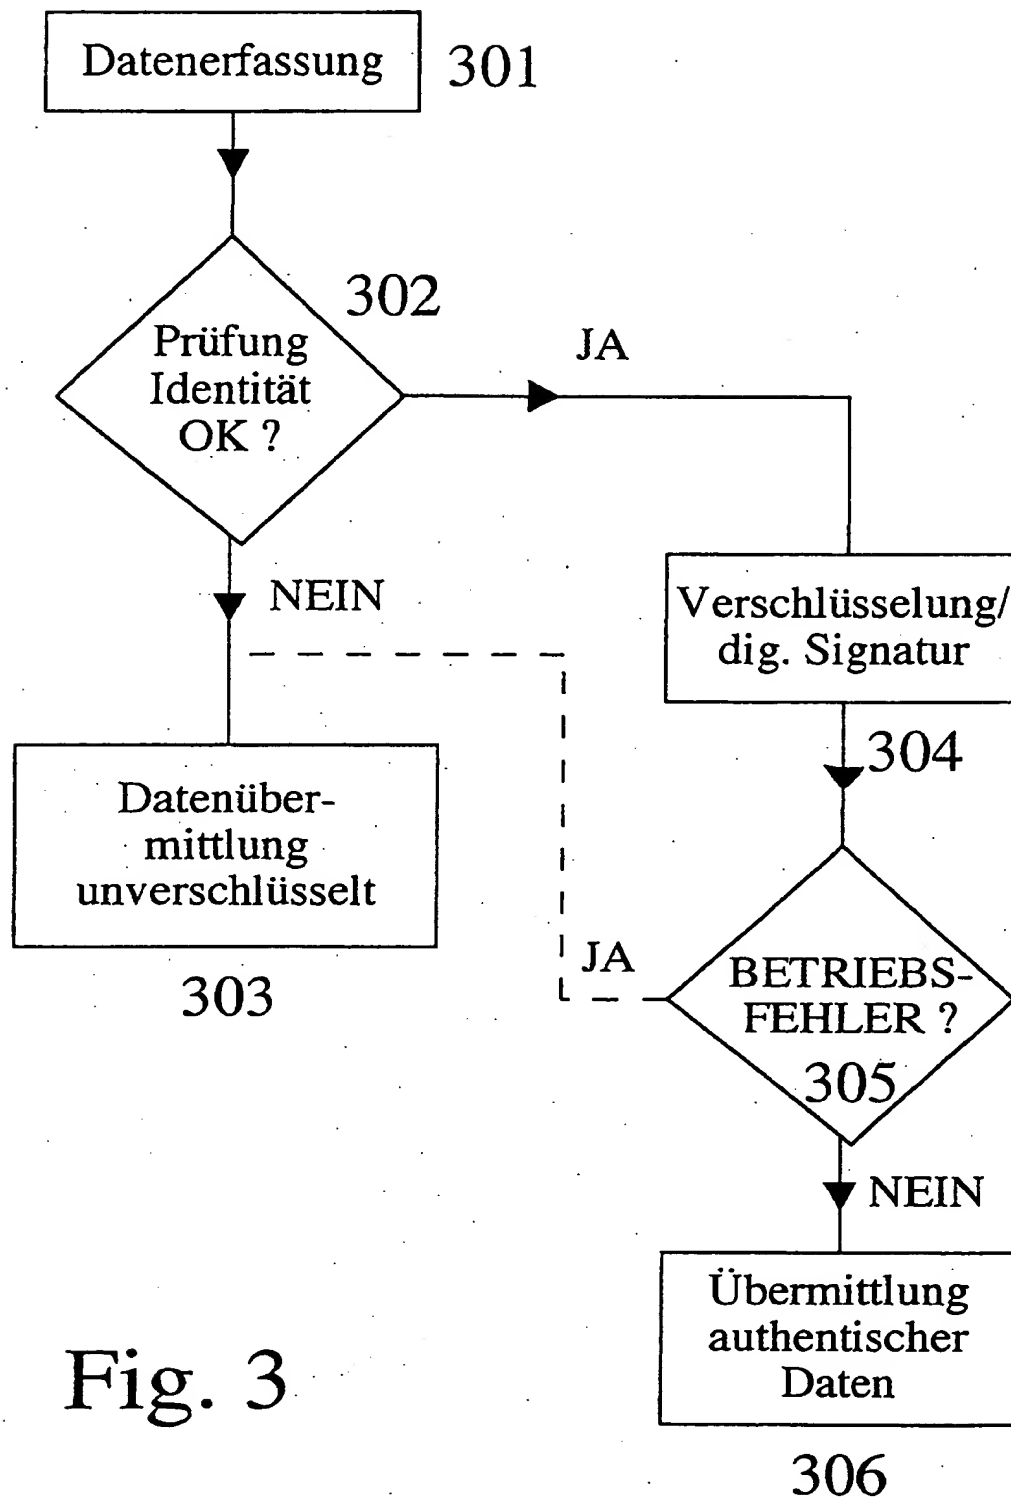 Datenerfassung
301
302
Prüfung
Identität
OK ?
JA
NEIN
Verschlüsselung/
dig. Signatur
304
Datenüber-
mittlung
unverschlüsselt
303
JA
BETRIEBS-
FEHLER ?
305
NEIN
Übermittlung
authentischer
Daten
306
Fig. 3